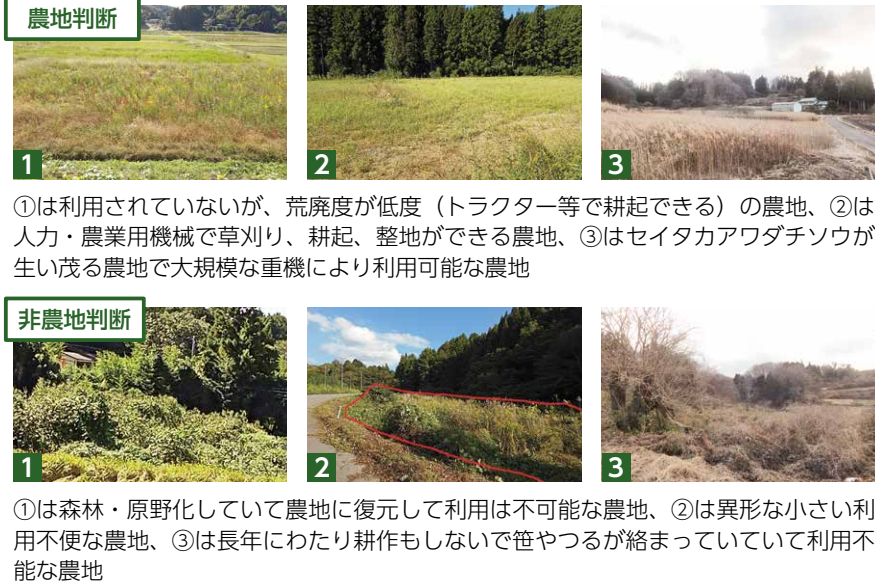 農地判断
1
2
3
①は利用されていないが、荒廃度が低度（トラクター等で耕起できる）の農地、②は
人力・農業用機械で草刈り、耕起、整地ができる農地、③はセイタカアワダチソウが
生い茂る農地で大規模な重機により利用可能な農地
非農地判断
1
2
3
①は森林・原野化していて農地に復元して利用は不可能な農地、②は異形な小さい利
用不便な農地、③は長年にわたり耕作もしないで笹やつるが絡まっていていて利用不
能な農地